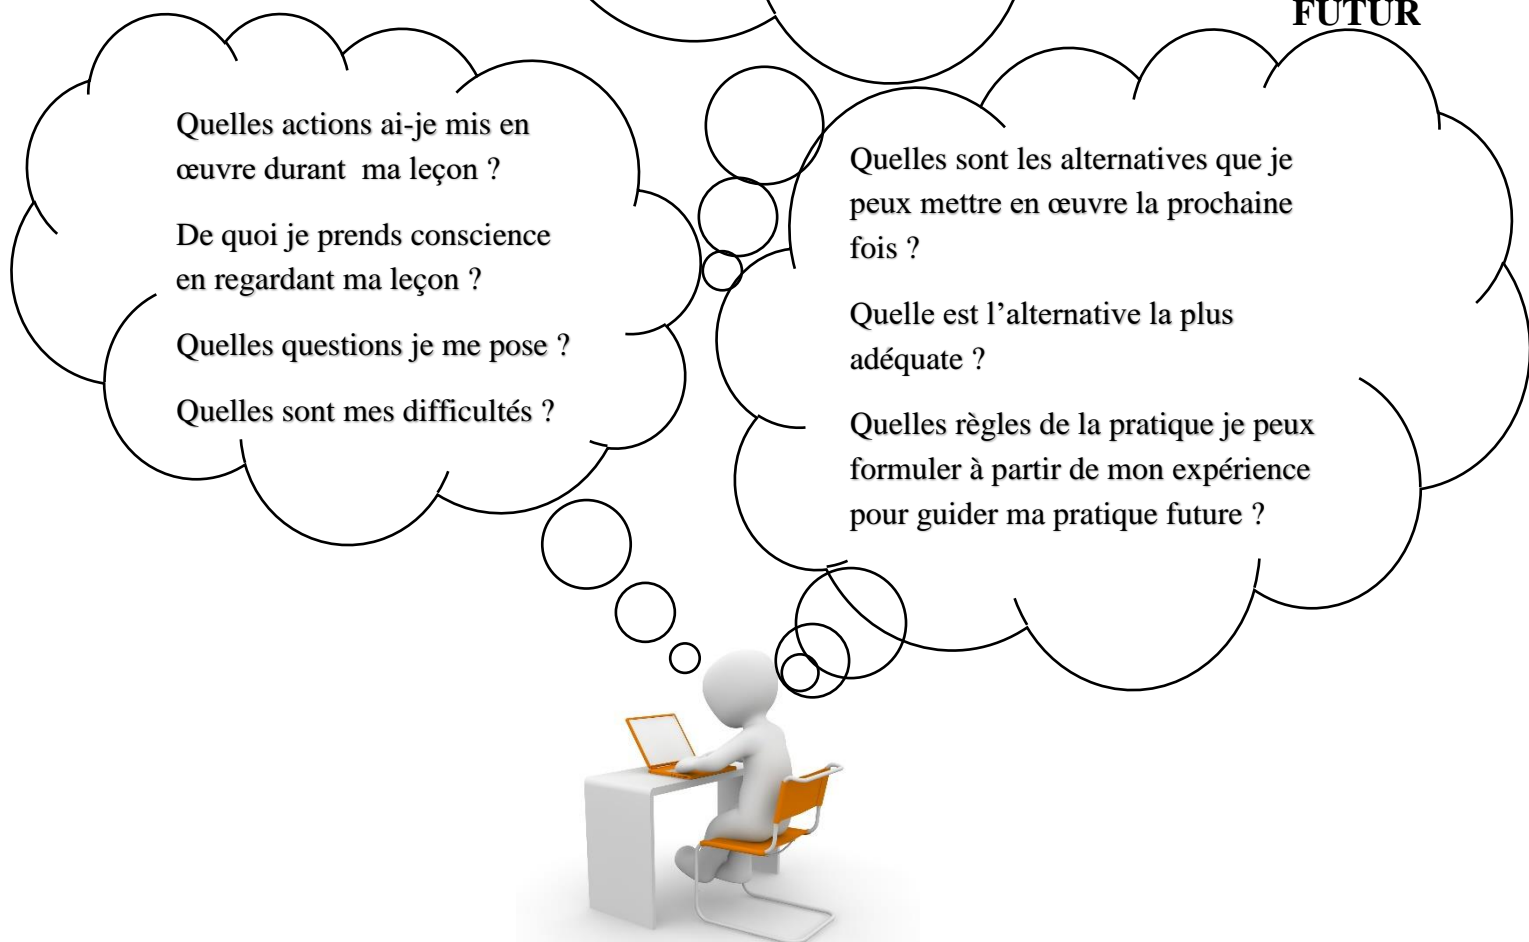 FUTUR
Quelles actions ai-je mis en
œuvre durant ma leçon ?
De quoi je prends conscience
en regardant ma leçon ?
Quelles questions je me pose ?
Quelles sont mes difficultés ?
Quelles sont les alternatives que je
peux mettre en œuvre la prochaine
fois ?
Quelle est l’alternative la plus
adéquate ?
Quelles règles de la pratique je peux
formuler à partir de mon expérience
pour guider ma pratique future ?